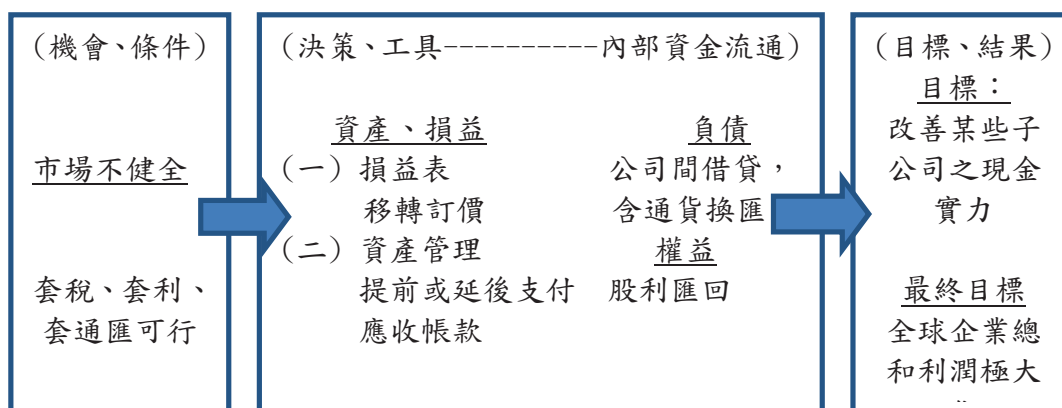 (機會、條件)
市場不健全
套稅、套利、
套通匯可行
(決策、工具----------內部資金流通)
資產、損益
(一)損益表
移轉訂價
(二)資產管理
提前或延後支付
應收帳款
負債
公司間借貸,
含通貨換匯
權益
股利匯回
(目標、結果)
目標:
改善某些子
公司之現金
實力
最終目標
全球企業總
和利潤極大